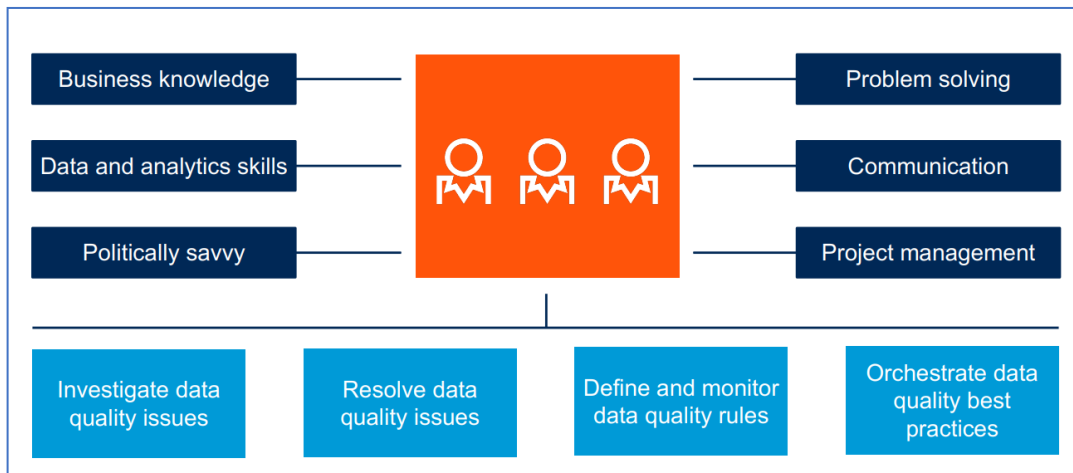 Business knowledge
Data and analytics skills
Politically savvy
Problem solving
Communication
Project management
Investigate data
quality issues
Resolve data
quality issues
Define and monitor
data quality rules
Orchestrate data
quality best
practices